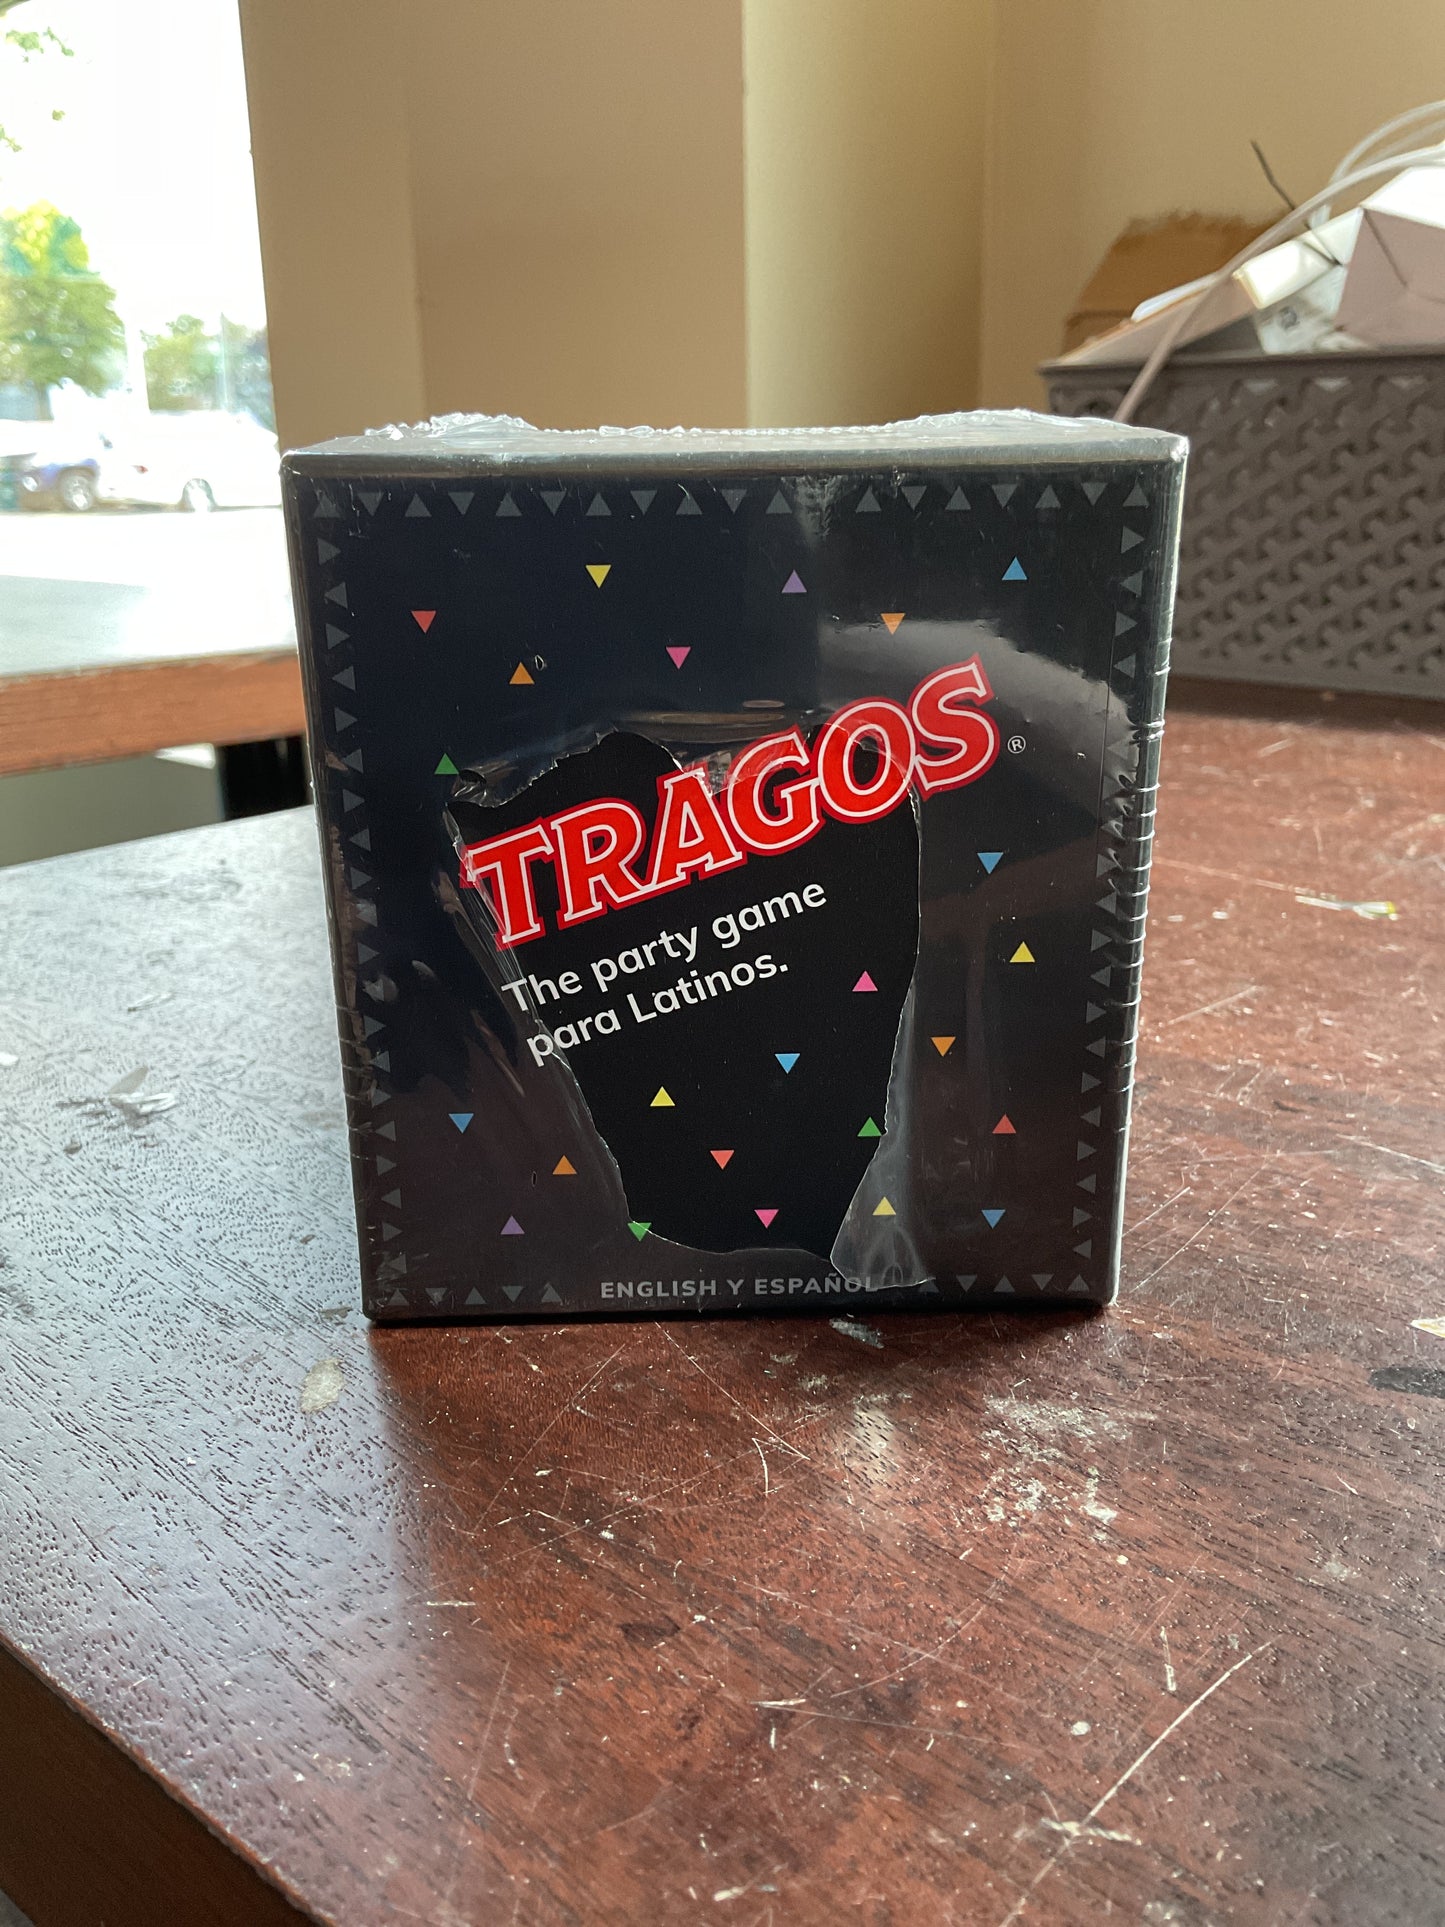 TRAGOS®
The party game
para Latinos.
ENGLISH Y ESPAÑOL